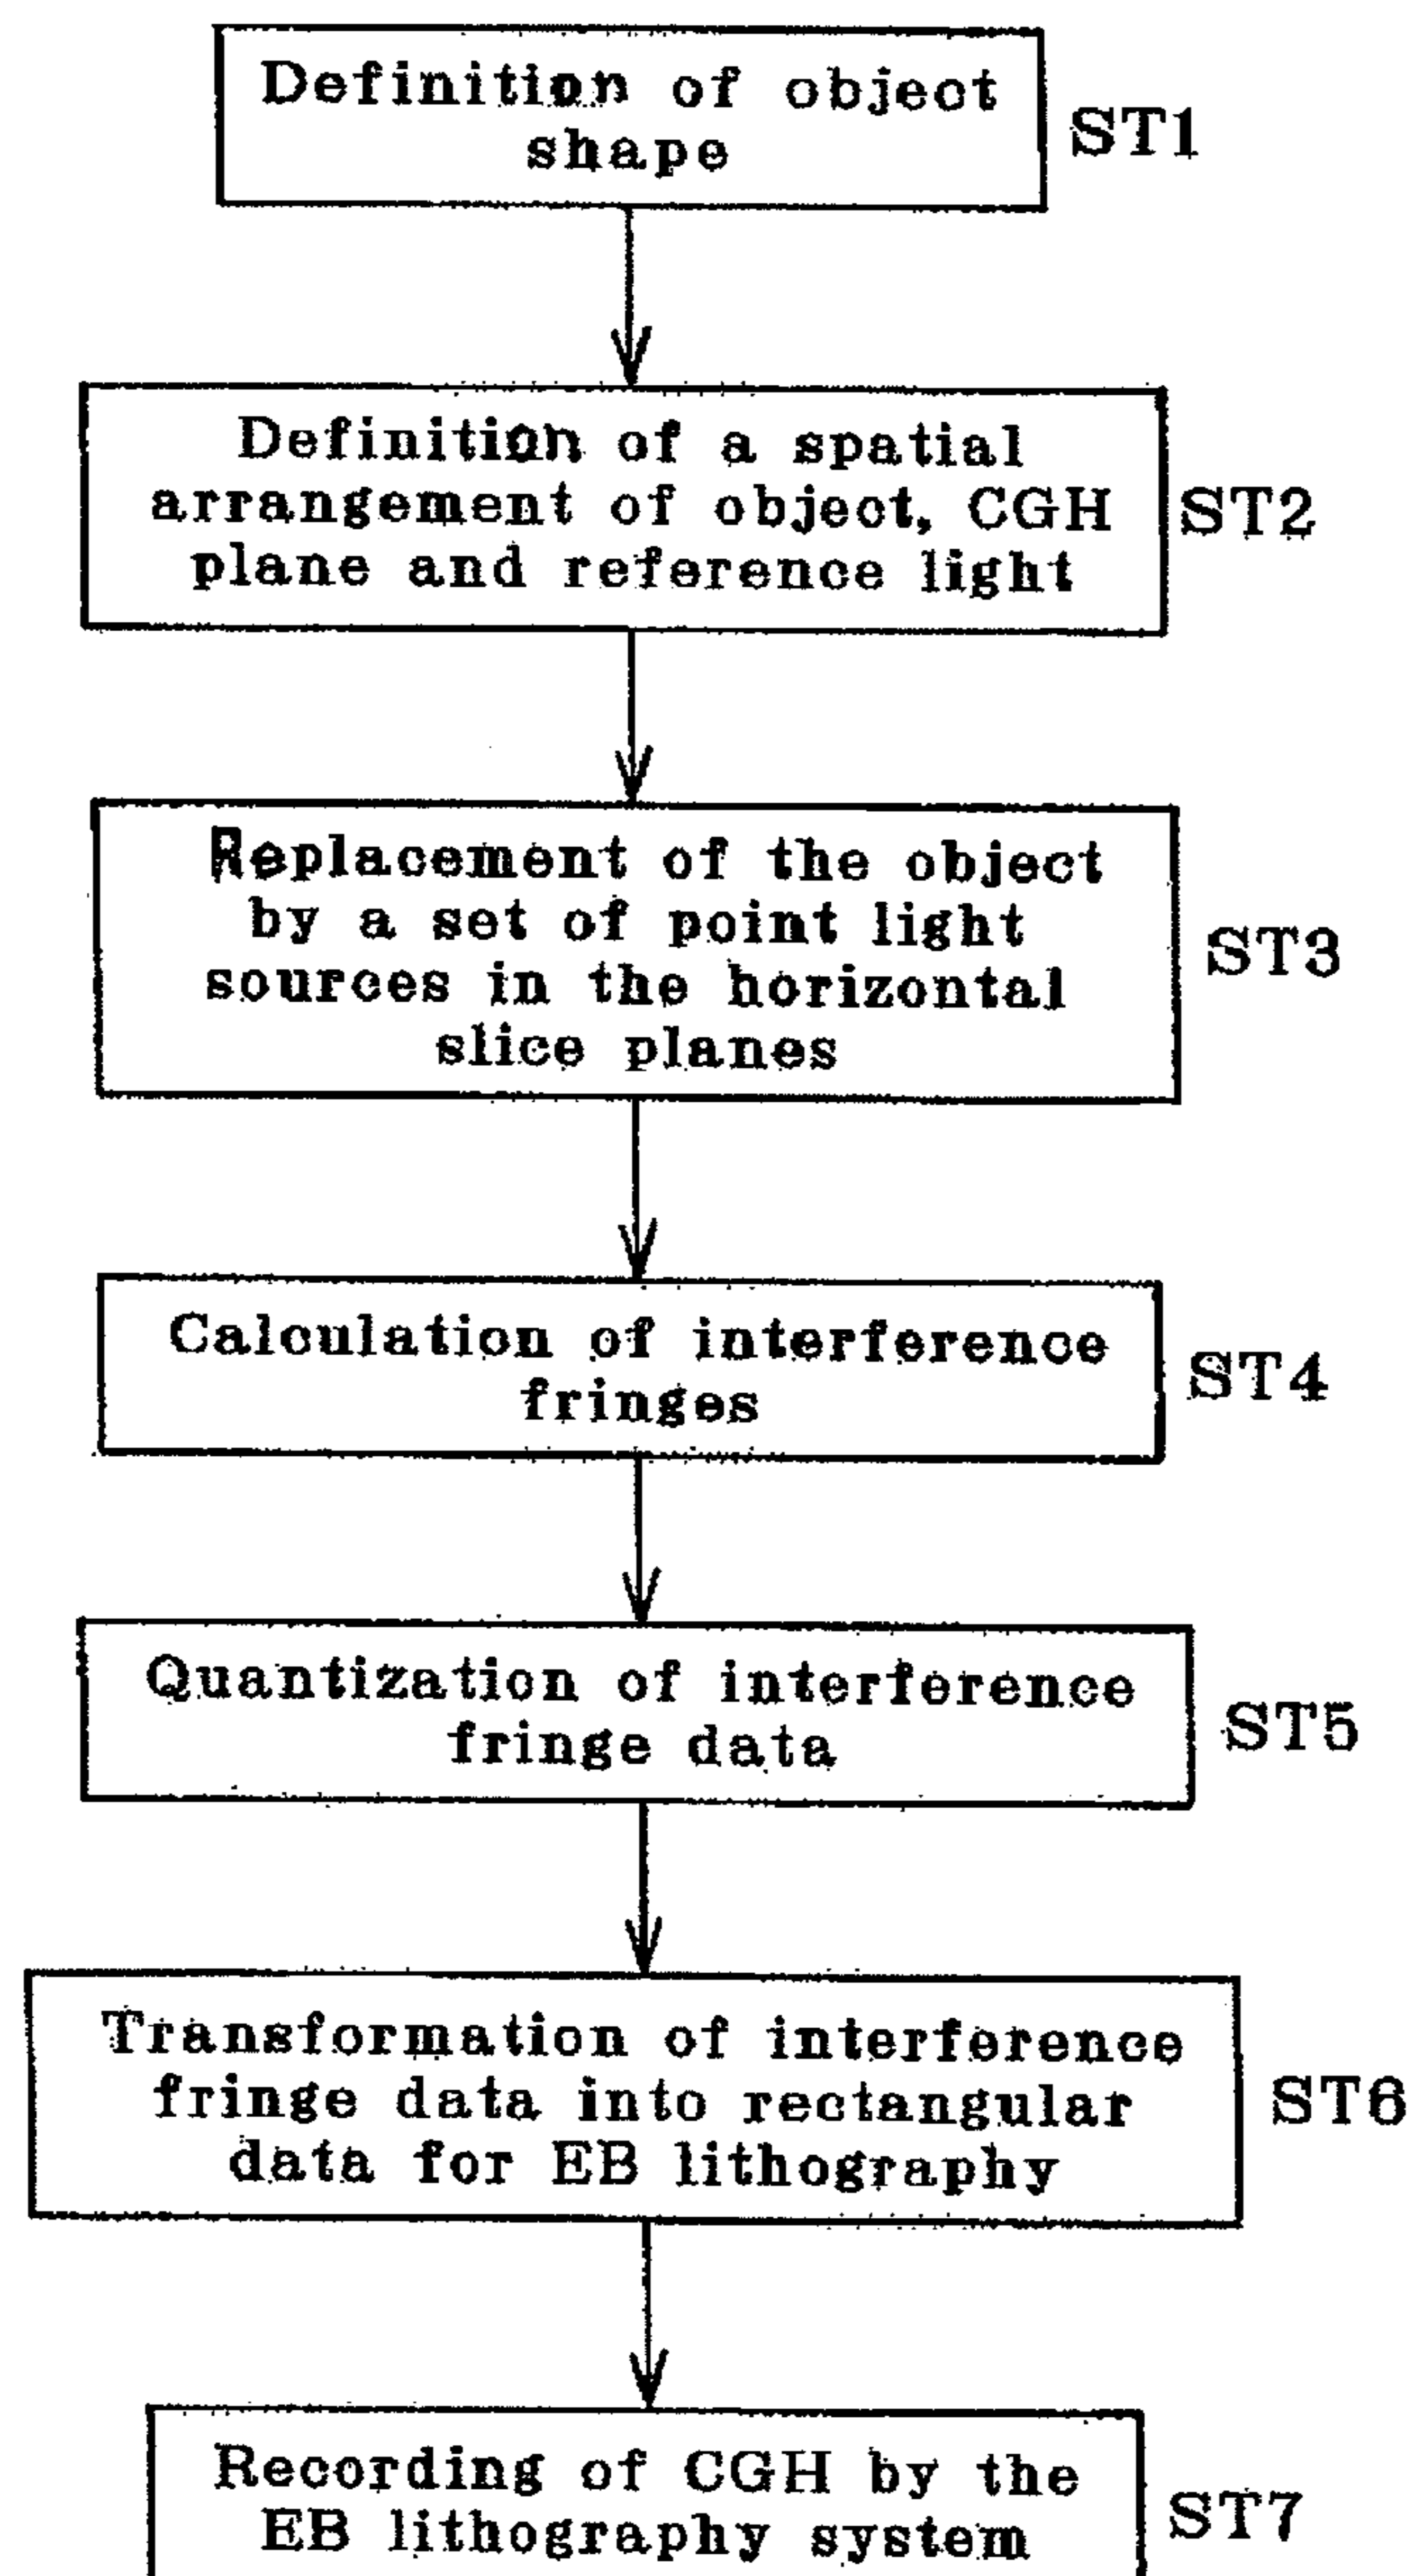 Definition of object
shape
ST1
Definition of a spatial
arrangement of object, CGH
plane and reference light
ST2
Replacement of the object
by a set of point light
sources in the horizontal
slice planes
ST3
Calculation of interference
fringes
ST4
Quantization of interference
fringe data
ST5
Transformation of interference
fringe data into rectangular
data for EB lithography
ST6
Recording of CGH by the
EB lithography system
ST7